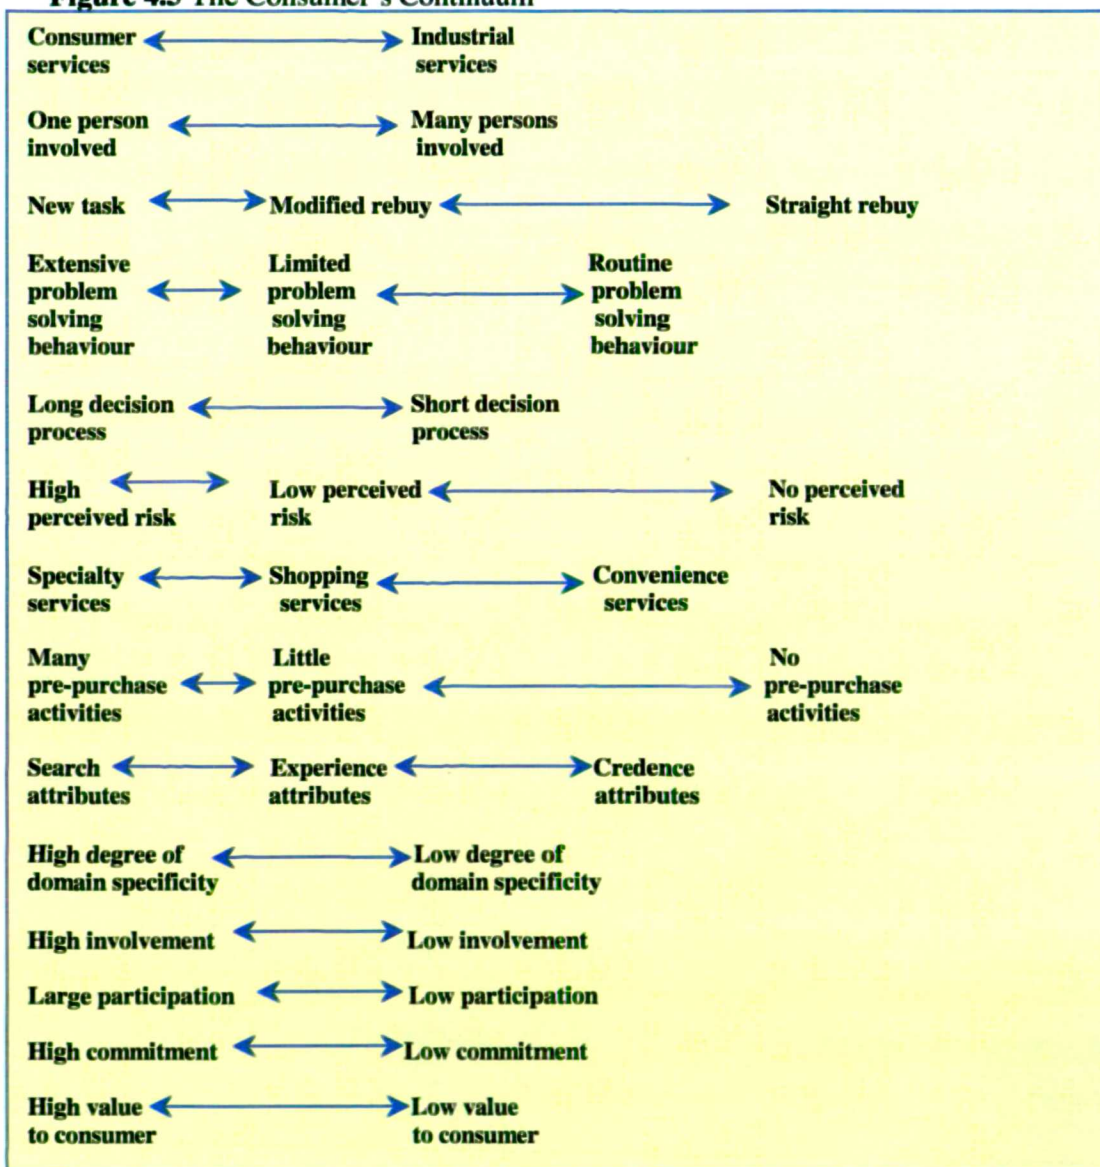 Figure 4.3 The Consumer's Continuum
Consumer Industrial
services services
One person Many persons
involved involved
New task Modified rebuy Straight rebuy
Extensive Limited Routine
problem problem problem
solving solving solving
behaviour behaviour behaviour
Long decision Short decision
process process
High Low perceived No perceived
perceived risk risk risk
Specialty Shopping Convenience
services services services
Many Little No
pre-purchase pre-purchase pre-purchase
activities activities activities
Search Experience Credence
attributes attributes attributes
High degree of Low degree of
domain specificity domain specificity
High involvement Low involvement
Large participation Low participation
High commitment Low commitment
High value Low value
to consumer to consumer